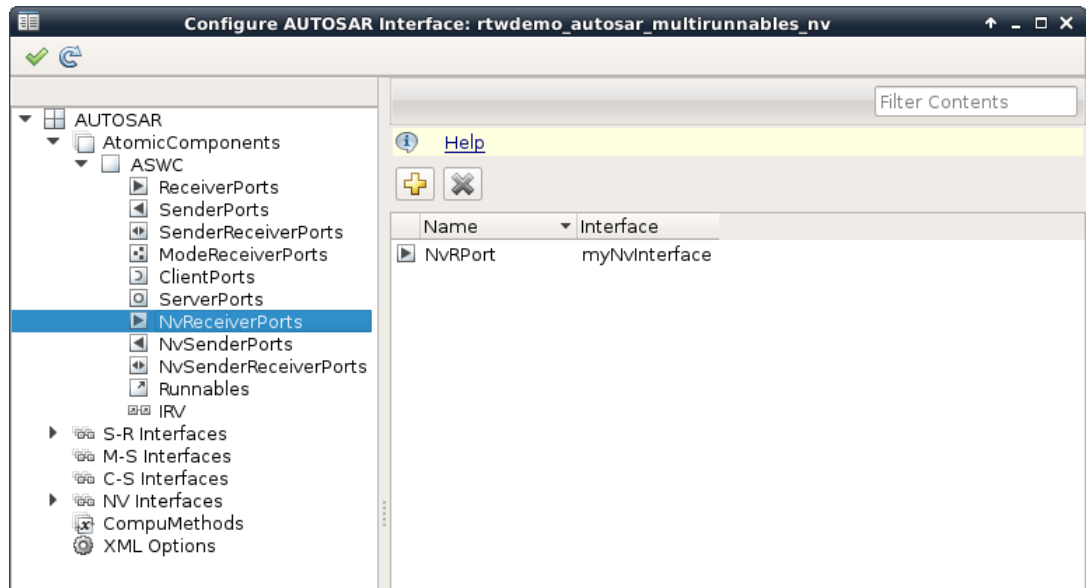 Configure AUTOSAR Interface: rtwdemo_autosar_multirunnables_nv
Filter Contents
AUTOSAR
AtomicComponents
ASWC
ReceiverPorts
SenderPorts
SenderReceiverPorts
ModeReceiverPorts
ClientPorts
ServerPorts
NvReceiverPorts
NvSenderPorts
NvSenderReceiverPorts
Runnables
IRV
S-R Interfaces
M-S Interfaces
C-S Interfaces
NV Interfaces
CompuMethods
XML Options
Help
Name Interface
NvRPort myNvInterface